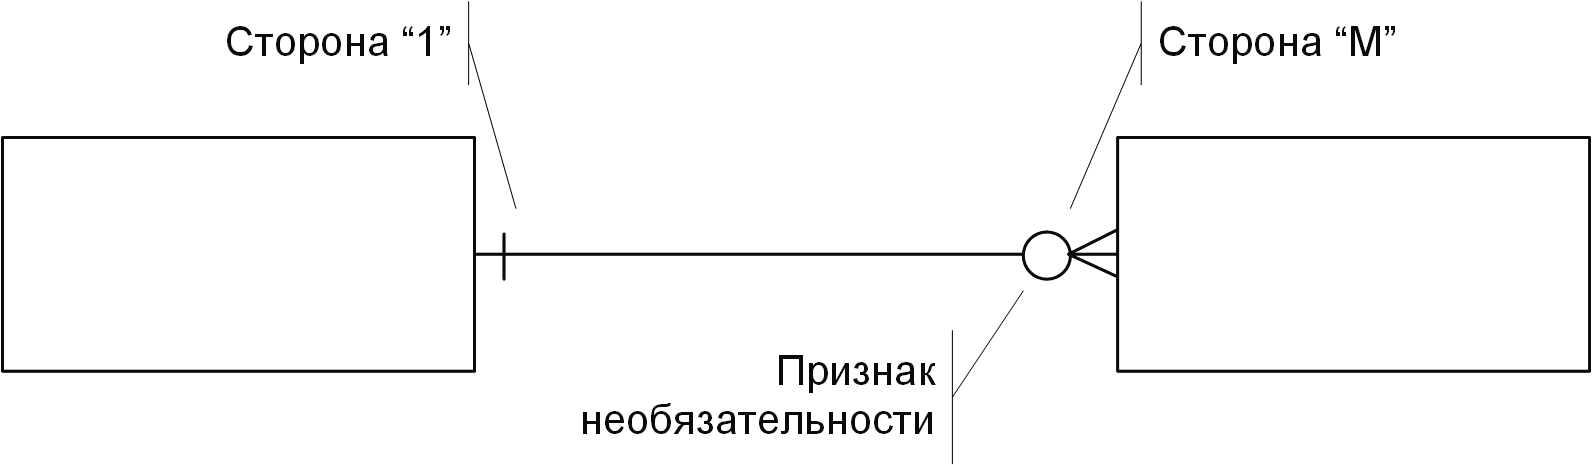 Сторона “1”
Сторона “М”
Признак
необязательности